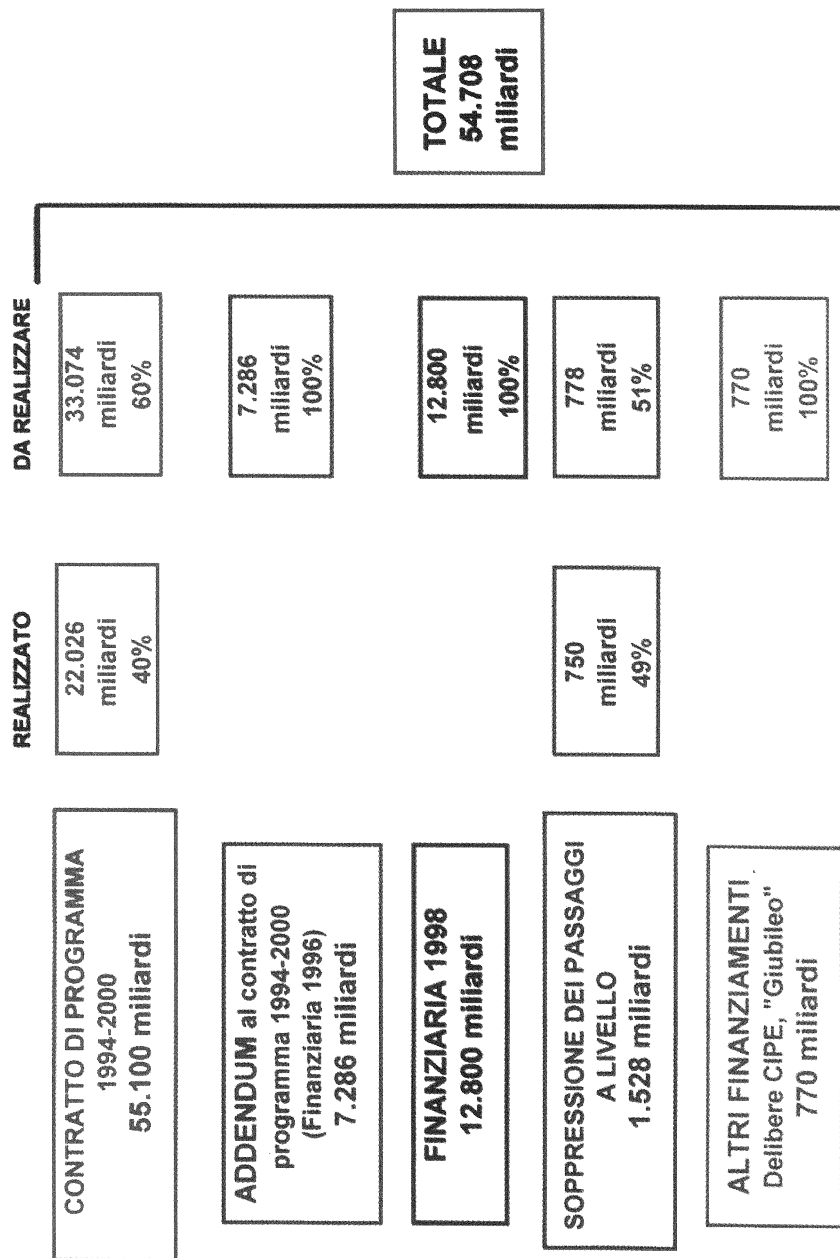 REALIZZATO
DA REALIZZARE
CONTRATTO DI PROGRAMMA
1994-2000
55.100 miliardi
22.026
miliardi
40%
33.074
miliardi
60%
ADDENDUM al contratto di
programma 1994-2000
(Finanziaria 1996)
7.286 miliardi
7.286
miliardi
100%
FINANZIARIA 1998
12.800 miliardi
12.800
miliardi
100%
SOPPRESSIONE DEI PASSAGGI
A LIVELLO
1.528 miliardi
750
miliardi
49%
778
miliardi
51%
ALTRI FINANZIAMENTI
Delibere CIPE, "Giubileo"
770 miliardi
770
miliardi
100%
TOTALE
54.708
miliardi